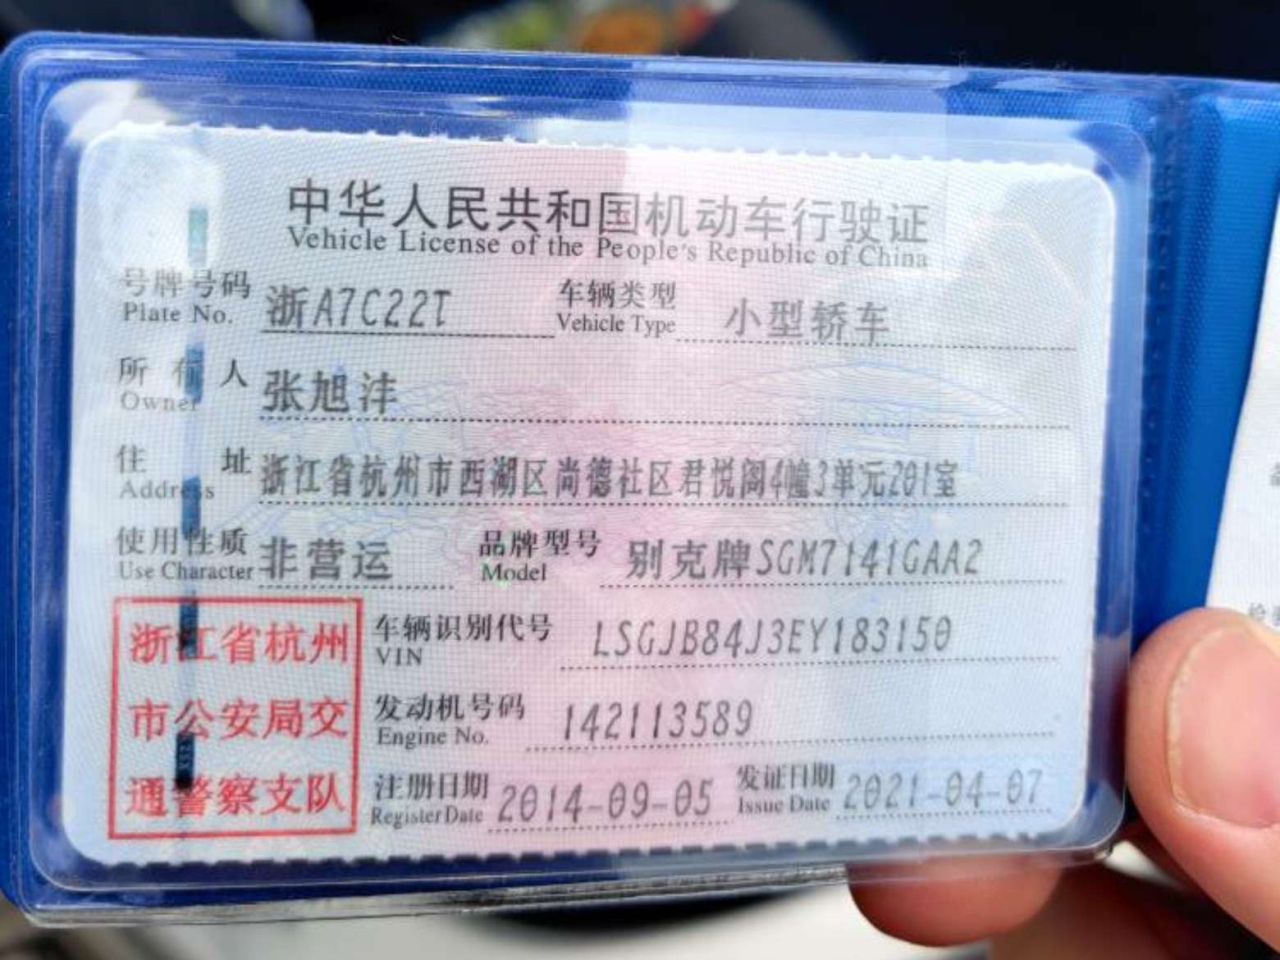 中华人民共和国机动车行驶证
Vehicle License of the People's Republic of China
号牌号码 浙A7C22T 车辆类型 小型轿车
Plate No. Vehicle Type
所有人 张旭沣
Owner
住址 浙江省杭州市西湖区尚德社区君悦阁4幢3单元201室
Address
使用性质 非营运 品牌型号 别克牌SGM7141GAA2
Use Character Model
浙江省杭州 车辆识别代号 LSGJB84J3EY183150
VIN
市公安局交 发动机号码 142113589
Engine No.
通警察支队 注册日期 2014-09-05 发证日期 2021-04-07
Register Date Issue Date